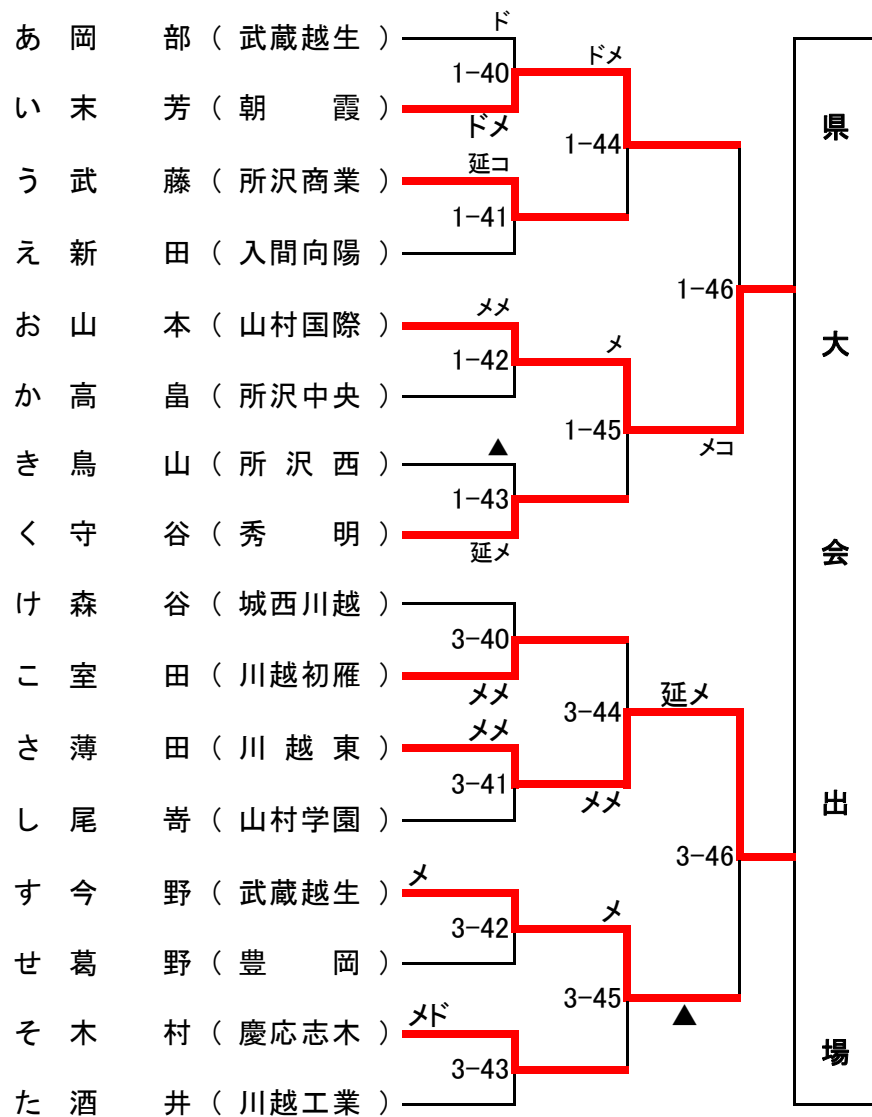 あ 岡 部 ( 武蔵越生 )
ド
1-40
ドメ
い 末 芳 ( 朝 霞 )
ドメ
1-44
う 武 藤 ( 所沢商業 )
延コ
1-41
え 新 田 ( 入間向陽 )
1-46
お 山 本 ( 山村国際 )
メメ
1-42
メ
か 高 畠 ( 所沢中央 )
1-45
メコ
き 鳥 山 ( 所沢西 )
▲
1-43
く 守 谷 ( 秀 明 )
延メ
け 森 谷 ( 城西川越 )
3-40
こ 室 田 ( 川越初雁 )
メメ
3-44
延メ
さ 薄 田 ( 川越東 )
メメ
3-41
メメ
し 尾 嵜 ( 山村学園 )
3-46
す 今 野 ( 武蔵越生 )
メ
3-42
メ
せ 葛 野 ( 豊 岡 )
3-45
▲
そ 木 村 ( 慶応志木 )
メド
3-43
た 酒 井 ( 川越工業 )
県大会出場